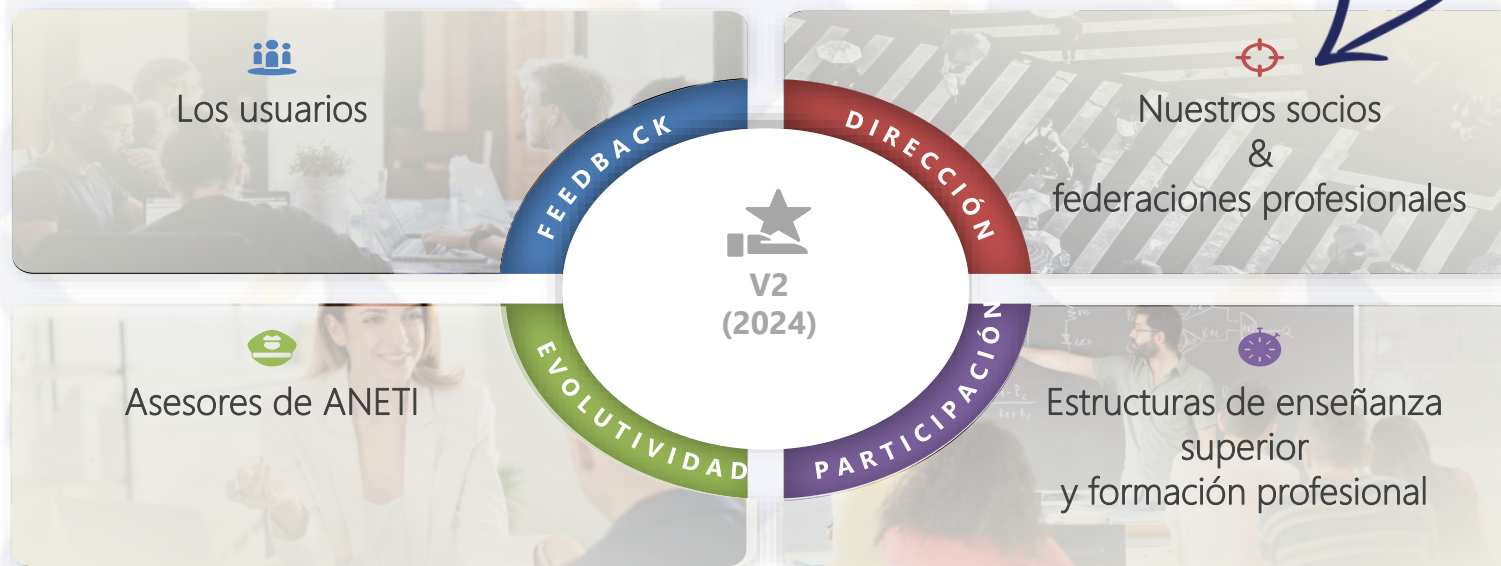 Los usuarios
FEEDBACK
DIRECCIÓN
Nuestros socios
&
federaciones profesionales
V2
(2024)
Asesores de ANETI
EVOLUTIVIDAD
PARTICIPACIÓN
Estructuras de enseñanza
superior
y formación profesional